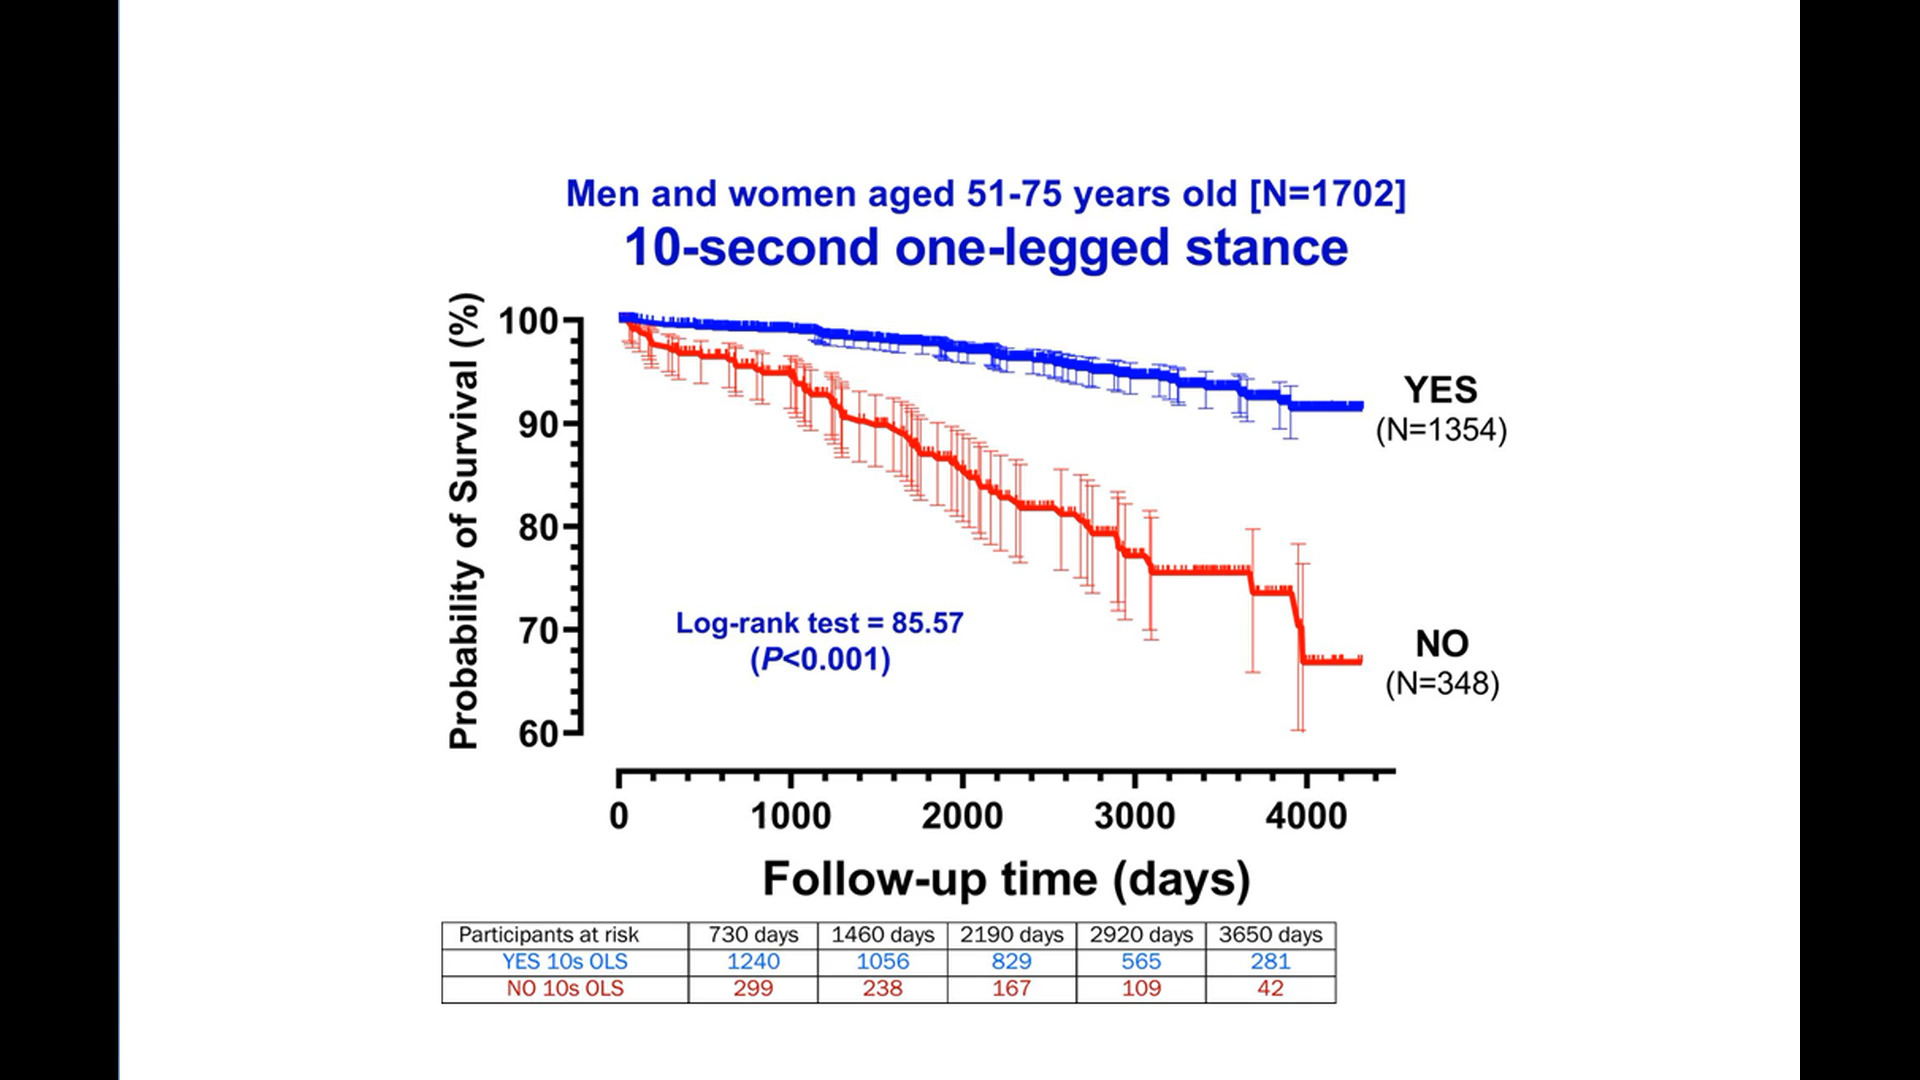 Men and women aged 51-75 years old [N=1702]
10-second one-legged stance
Probability of Survival (%)
100
90
80
70
60
YES
(N=1354)
Log-rank test = 85.57
(P<0.001)
NO
(N=348)
0 1000 2000 3000 4000
Follow-up time (days)
Participants at risk 730 days 1460 days 2190 days 2920 days 3650 days
YES 10s OLS 1240 1056 829 565 281
NO 10s OLS 299 238 167 109 42